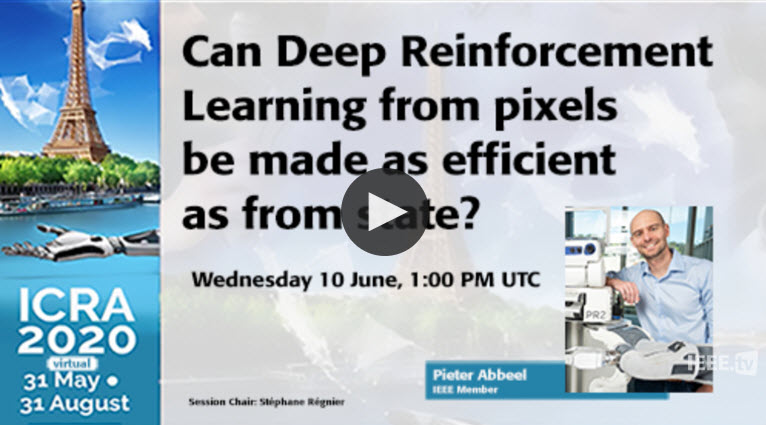 Can Deep Reinforcement
Learning from pixels
be made as efficient
as from state?
Wednesday 10 June, 1:00 PM UTC
PR2
Pieter Abbeel
IEEE Member
IEEE.tv
Session Chair: Stéphane Régnier
ICRA
2020
virtual
31 May •
31 August